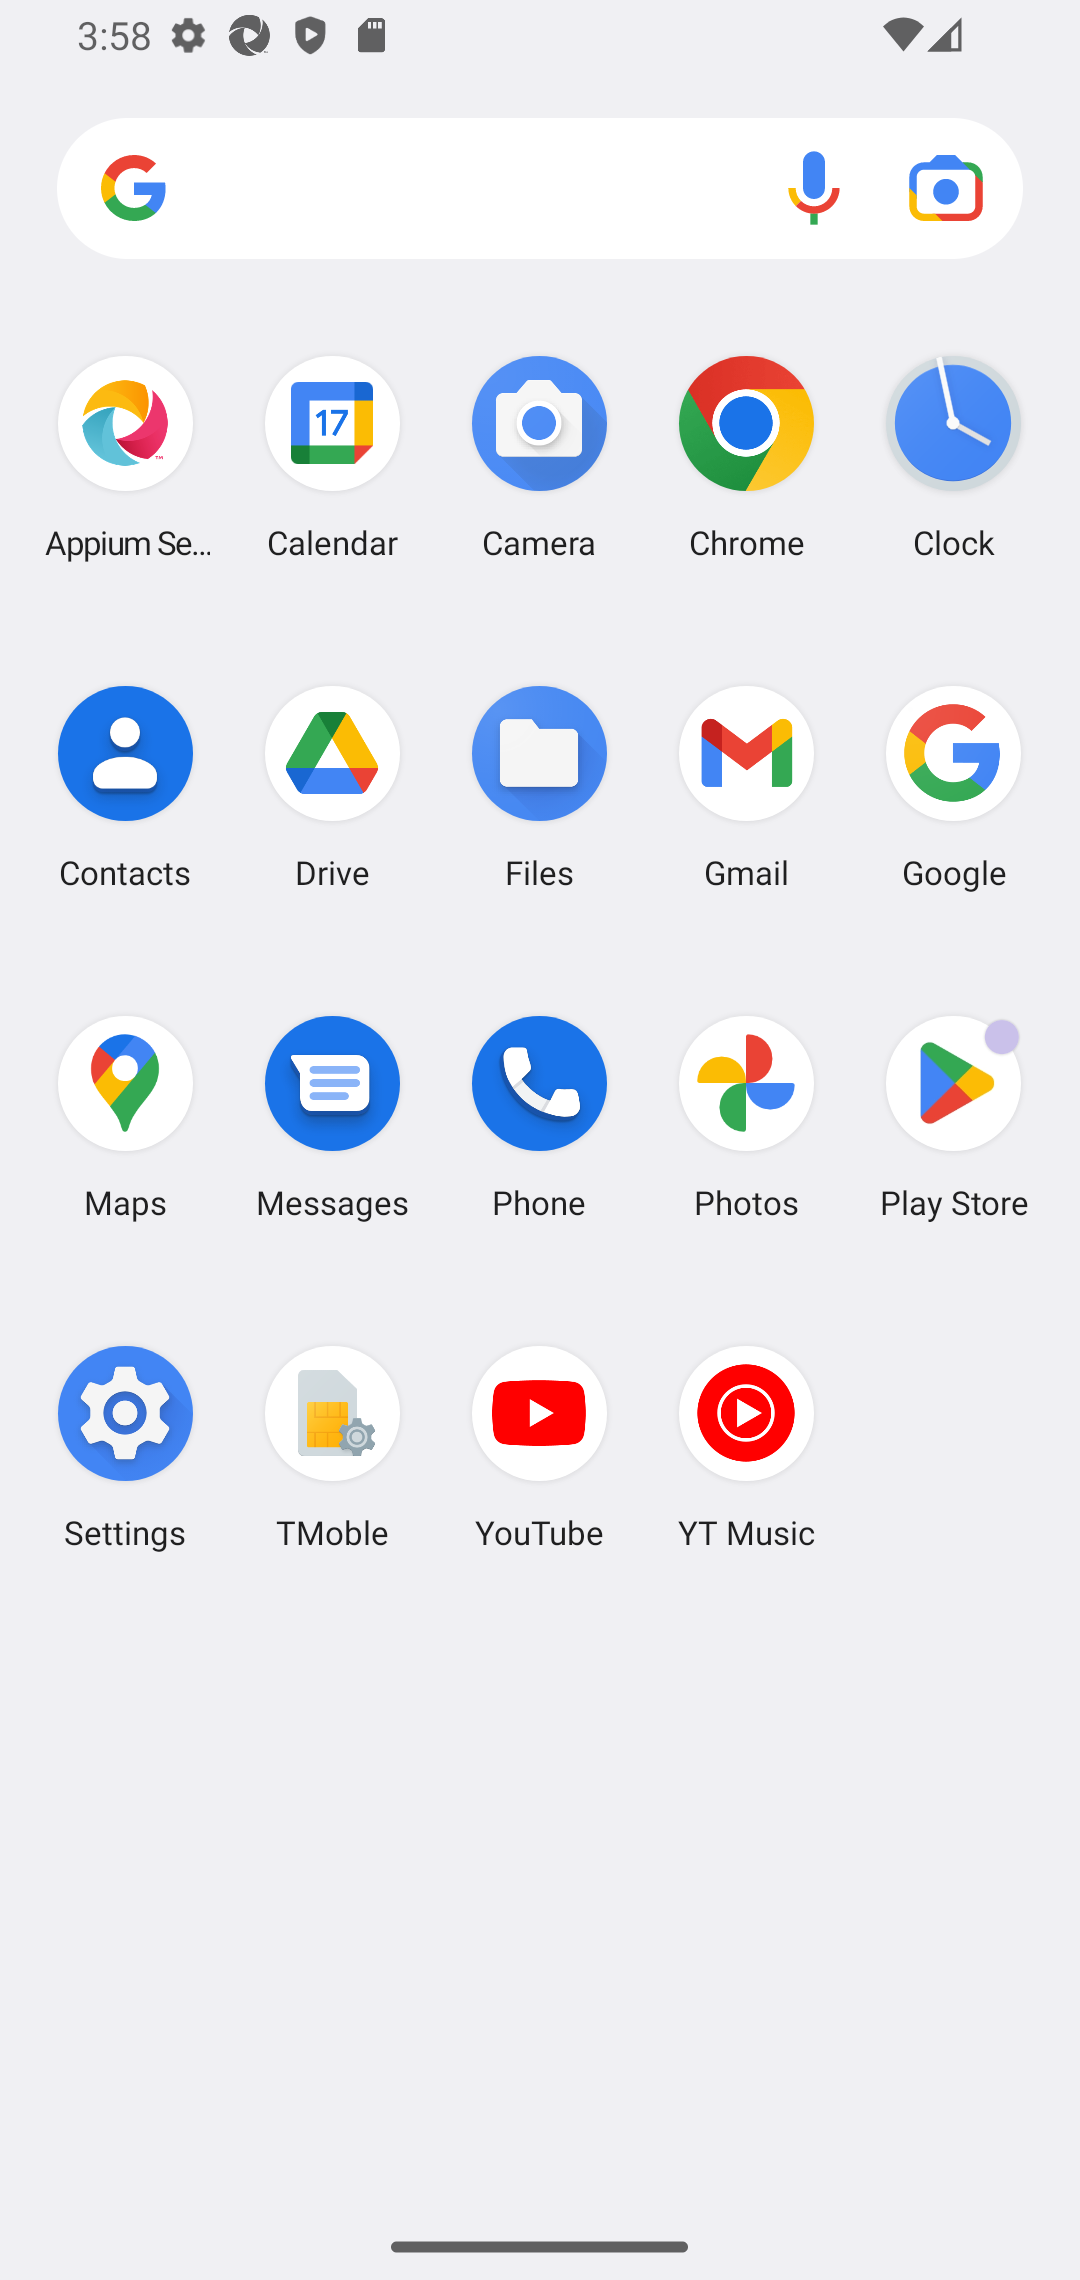 3:58
Appium Se...
Calendar
Camera
Chrome
Clock
Contacts
Drive
Files
Gmail
Google
Maps
Messages
Phone
Photos
Play Store
Settings
TMoble
YouTube
YT Music
17